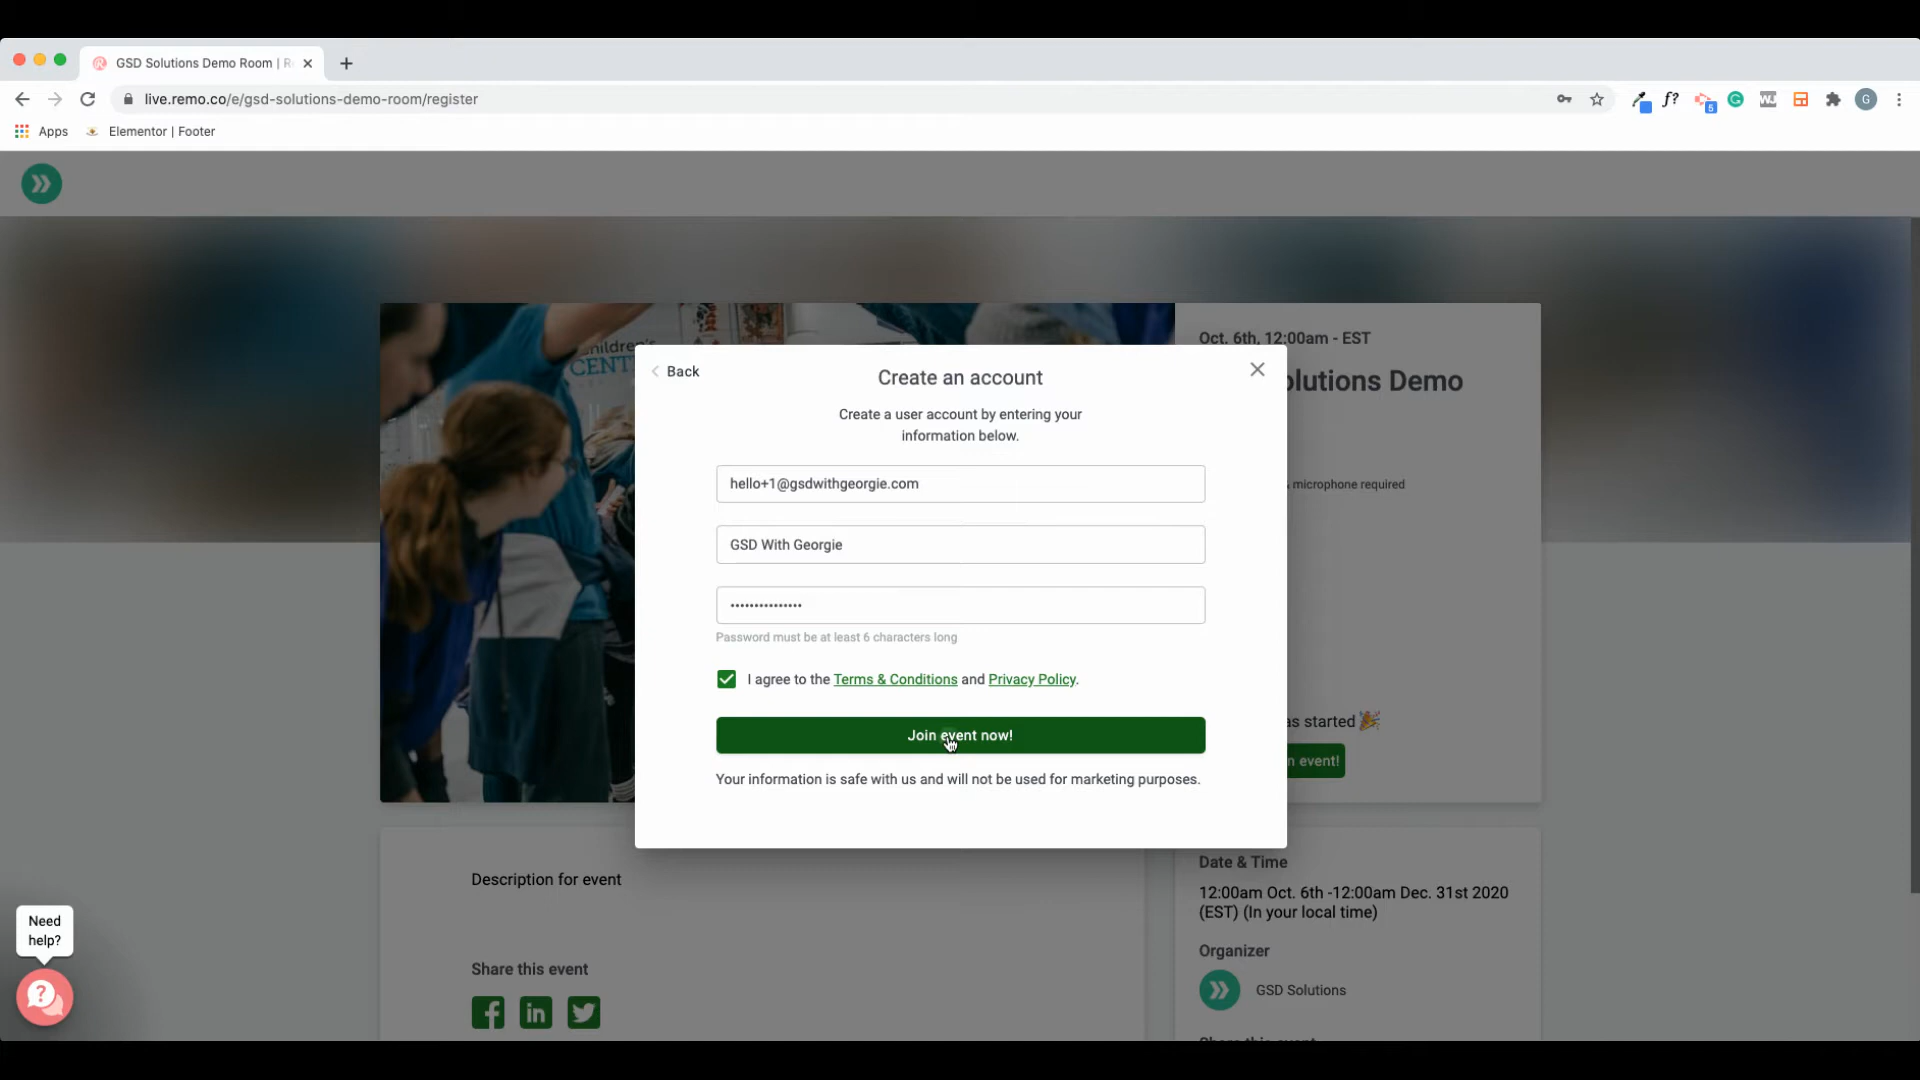 GSD Solutions Demo Room | R
live.remo.co/e/gsd-solutions-demo-room/register
Apps
Elementor | Footer
f?
5
G
Children's
CENT
Oct. 6th, 12:00am - EST
olutions Demo
microphone required
as started 🎉
n event!
Back
Create an account
Create a user account by entering your
information below.
hello+1@gsdwithgeorgie.com
GSD With Georgie
•••••••••••••••
Password must be at least 6 characters long
I agree to the Terms & Conditions and Privacy Policy.
Join event now!
Your information is safe with us and will not be used for marketing purposes.
Description for event
Share this event
Date & Time
12:00am Oct. 6th -12:00am Dec. 31st 2020
(EST) (In your local time)
Organizer
GSD Solutions
Need
help?